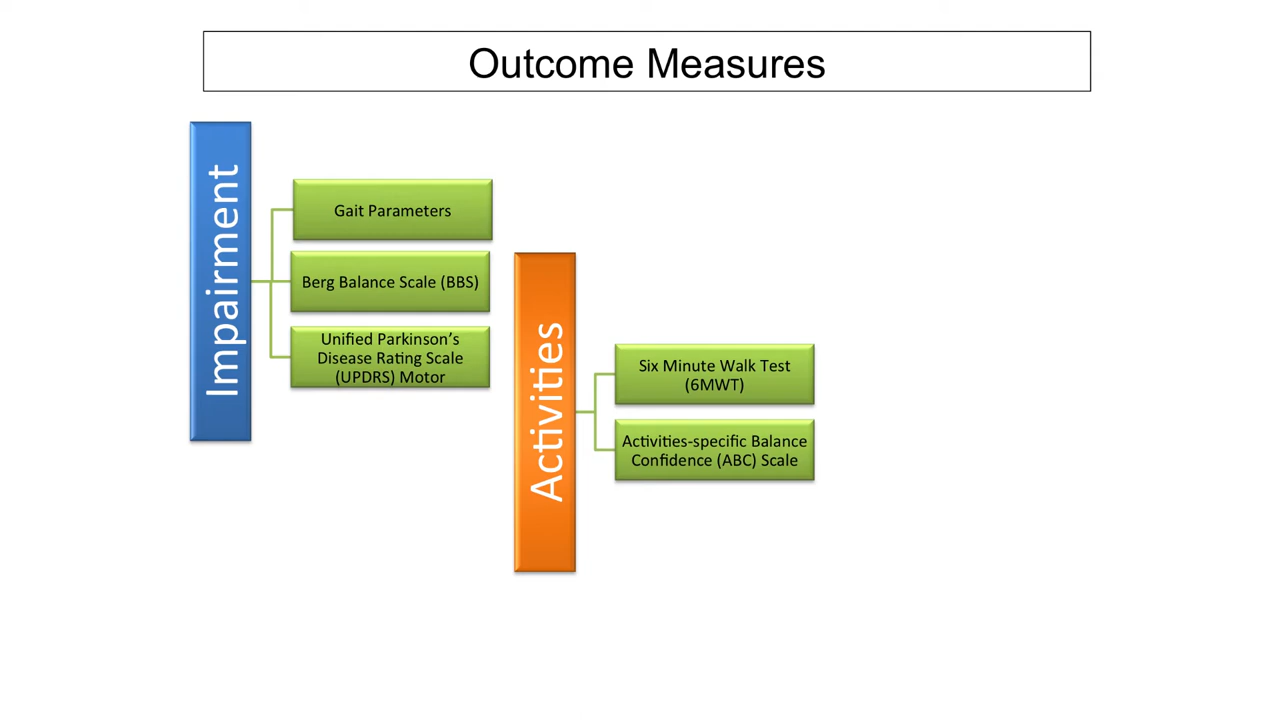 Outcome Measures
Impairment
Gait Parameters
Berg Balance Scale (BBS)
Unified Parkinson’s
Disease Rating Scale
(UPDRS) Motor
Activities
Six Minute Walk Test
(6MWT)
Activities-specific Balance
Confidence (ABC) Scale